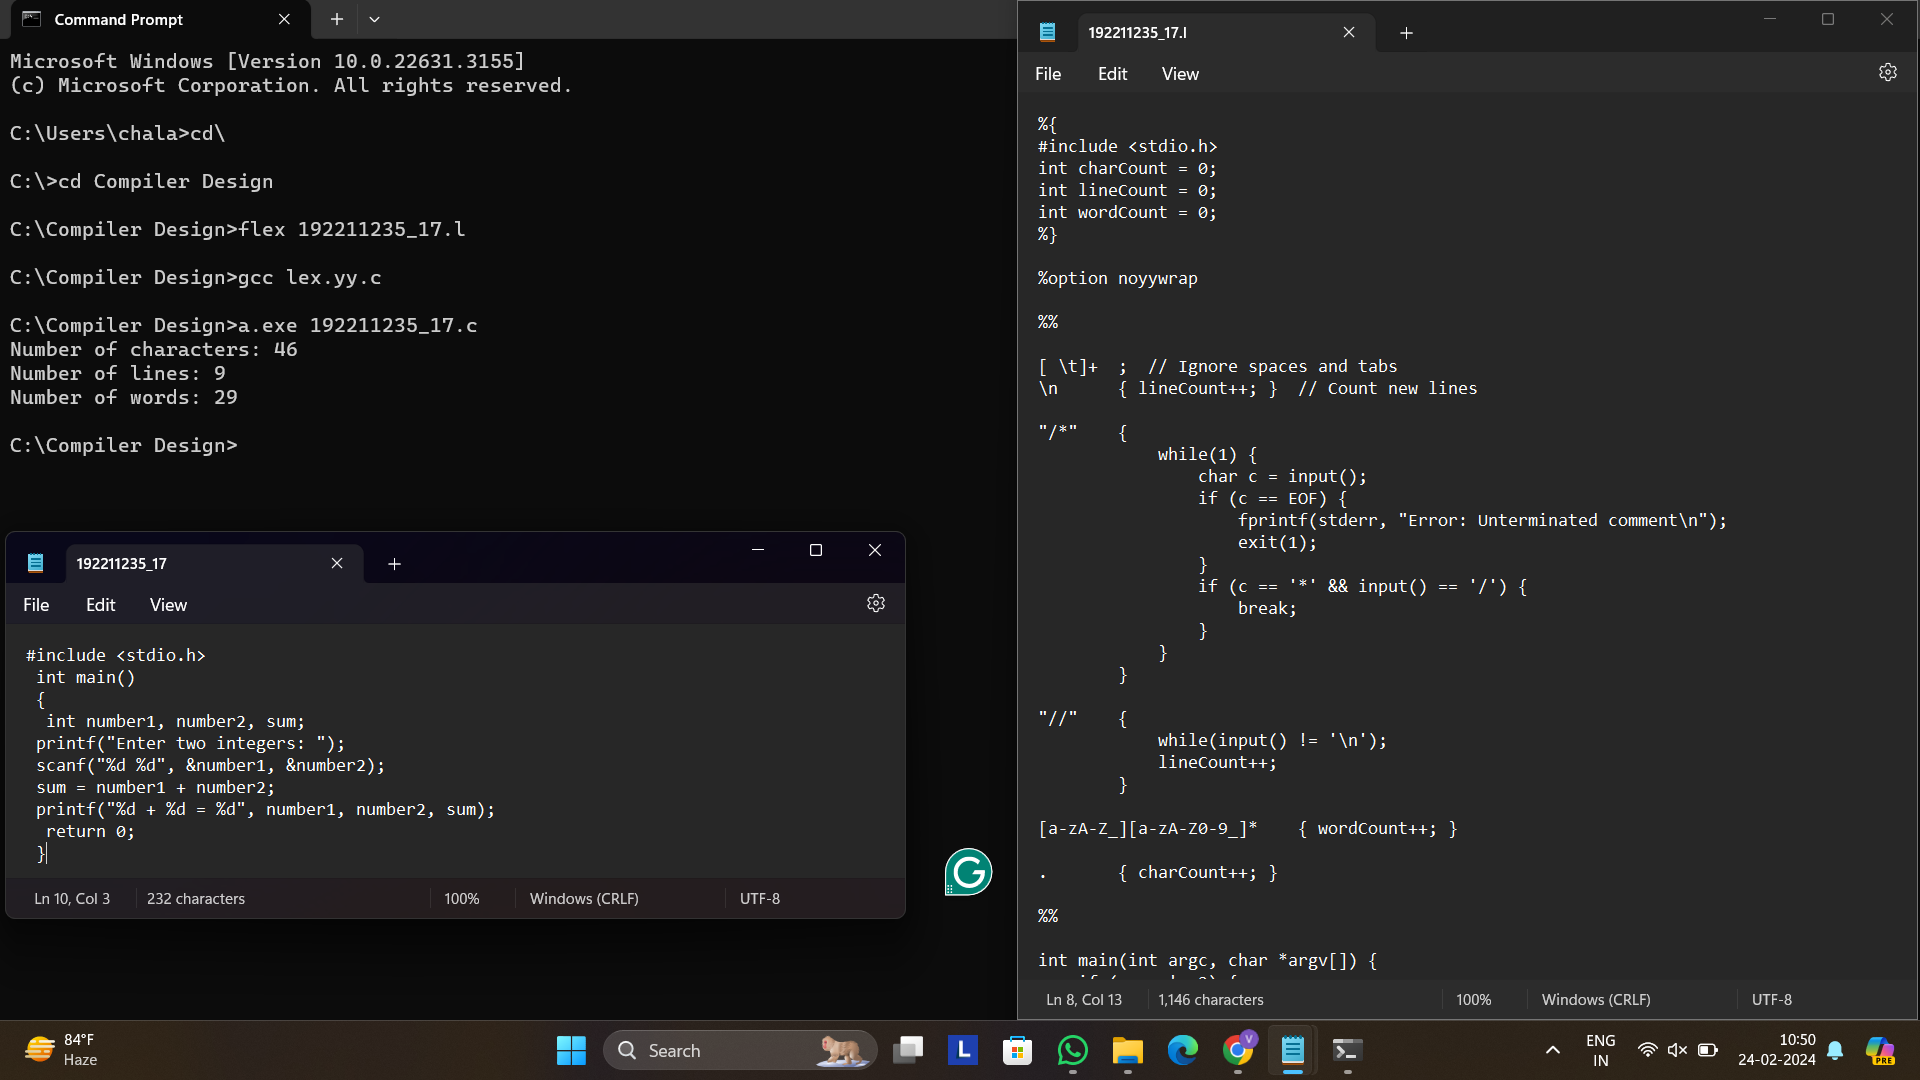 Command Prompt
Microsoft Windows [Version 10.0.22631.3155]
(c) Microsoft Corporation. All rights reserved.
C:\Users\chala>cd\
C:\>cd Compiler Design
C:\Compiler Design>flex 192211235_17.l
C:\Compiler Design>gcc lex.yy.c
C:\Compiler Design>a.exe 192211235_17.c
Number of characters: 46
Number of lines: 9
Number of words: 29
C:\Compiler Design>
192211235_17
File Edit View
#include <stdio.h>
int main()
{
int number1, number2, sum;
printf("Enter two integers: ");
scanf("%d %d", &number1, &number2);
sum = number1 + number2;
printf("%d + %d = %d", number1, number2, sum);
return 0;
}
Ln 10, Col 3 232 characters 100% Windows (CRLF) UTF-8
192211235_17.l
File Edit View
%{
#include <stdio.h>
int charCount = 0;
int lineCount = 0;
int wordCount = 0;
%}
%option noyywrap
%%
[ \t]+ ; // Ignore spaces and tabs
\n { lineCount++; } // Count new lines
"/*" {
while(1) {
char c = input();
if (c == EOF) {
fprintf(stderr, "Error: Unterminated comment\n");
exit(1);
}
if (c == '*' && input() == '/') {
break;
}
}
}
"//" {
while(input() != '\n');
lineCount++;
}
[a-zA-Z_][a-zA-Z0-9_]* { wordCount++; }
. { charCount++; }
%%
int main(int argc, char *argv[]) {
Ln 8, Col 13 1,146 characters 100% Windows (CRLF) UTF-8
84°F
Haze
Search
L
V
ENG
IN
10:50
24-02-2024
PRE